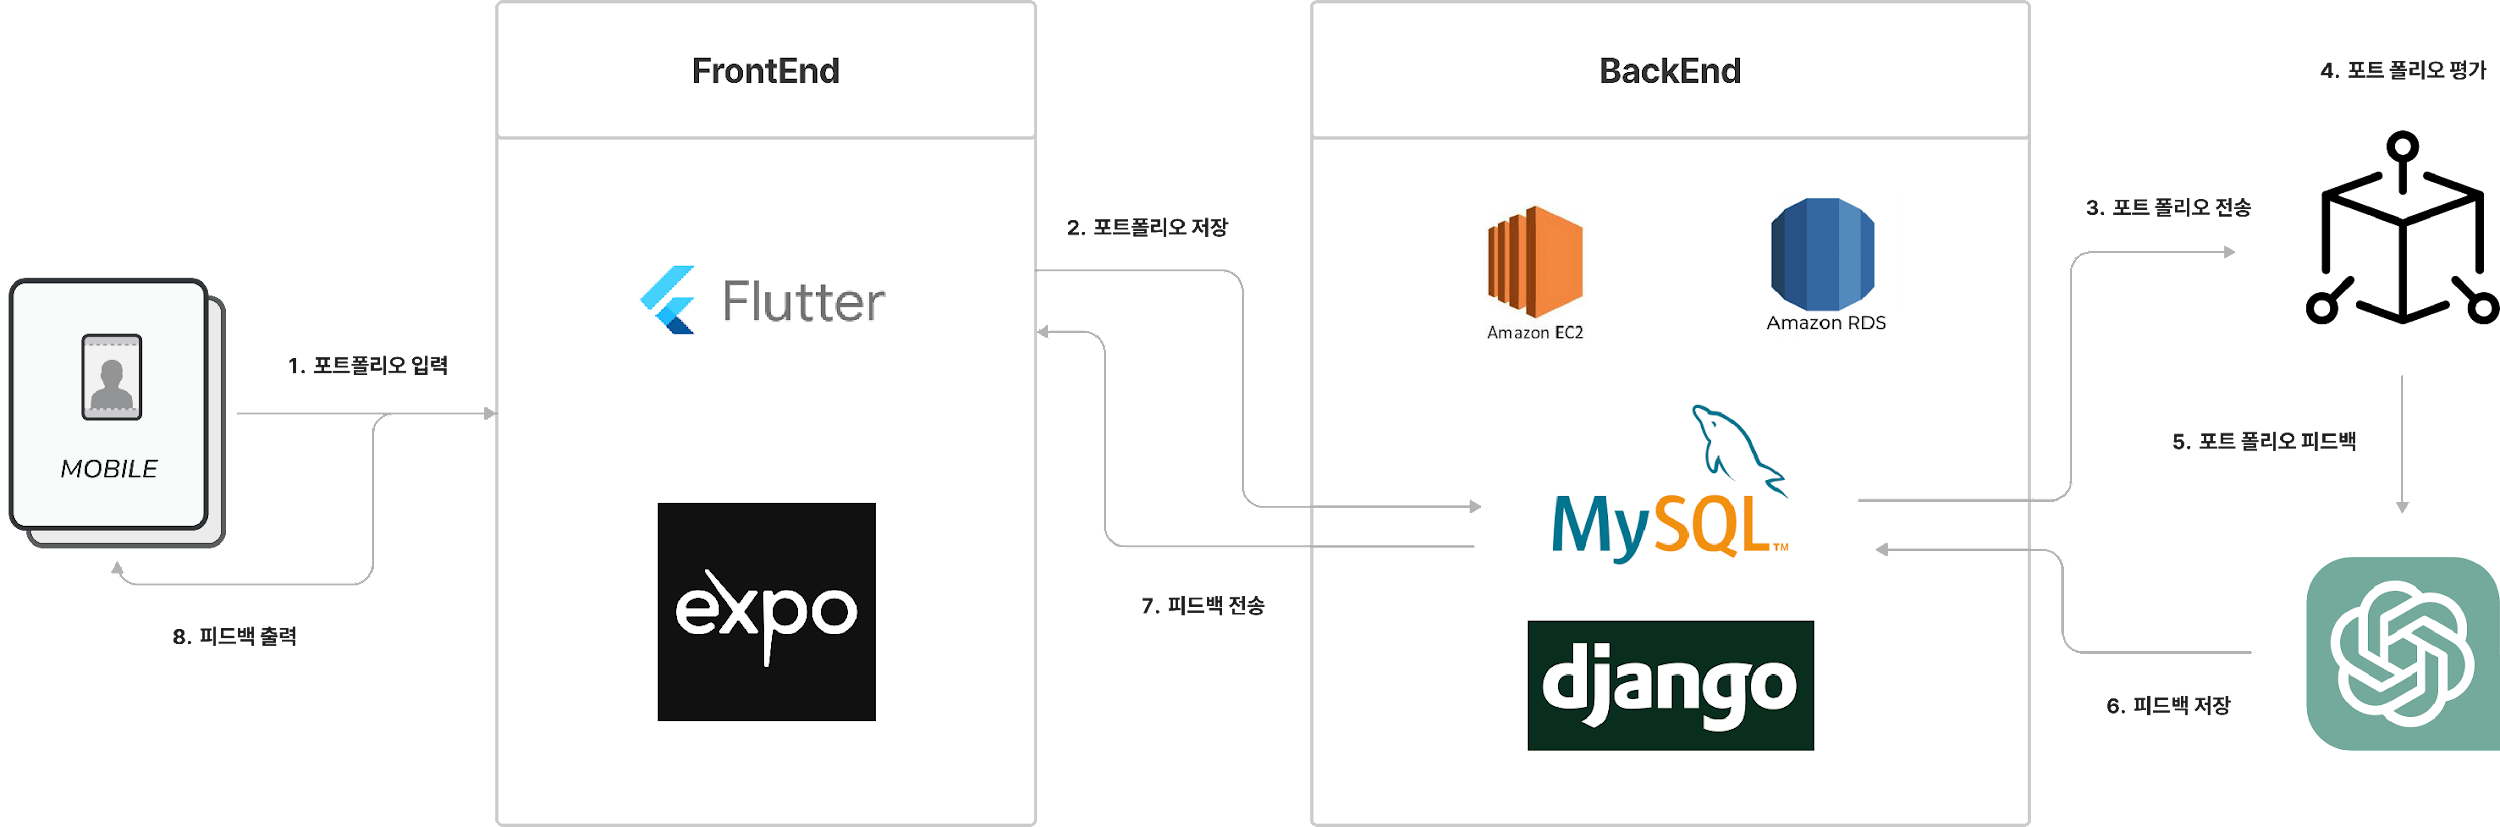 FrontEnd
BackEnd
4. 포트 폴리오 평가
3. 포트 폴리오 전송
2. 포트폴리오 저장
Flutter
Amazon EC2
Amazon RDS
1. 포트폴리오 입력
MOBILE
5. 포트 폴리오 피드백
MySQL™
expo
7. 피드백 전송
8. 피드백 출력
django
6. 피드백 저장